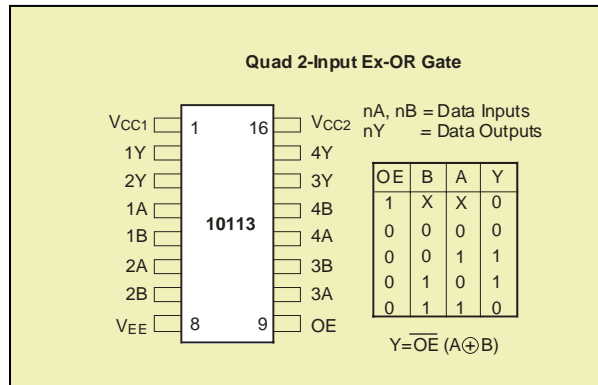 Quad 2-Input Ex-OR Gate
nA, nB = Data Inputs
nY = Data Outputs
VCC1 1 16 VCC2
1Y 4Y
2Y 3Y
1A 4B
1B 10113 4A
2A 3B
2B 3A
VEE 8 9 OE
OE B A Y
1 X X 0
0 0 0 0
0 0 1 1
0 1 0 1
0 1 1 0
Y=O̅E̅ (A⊕B)